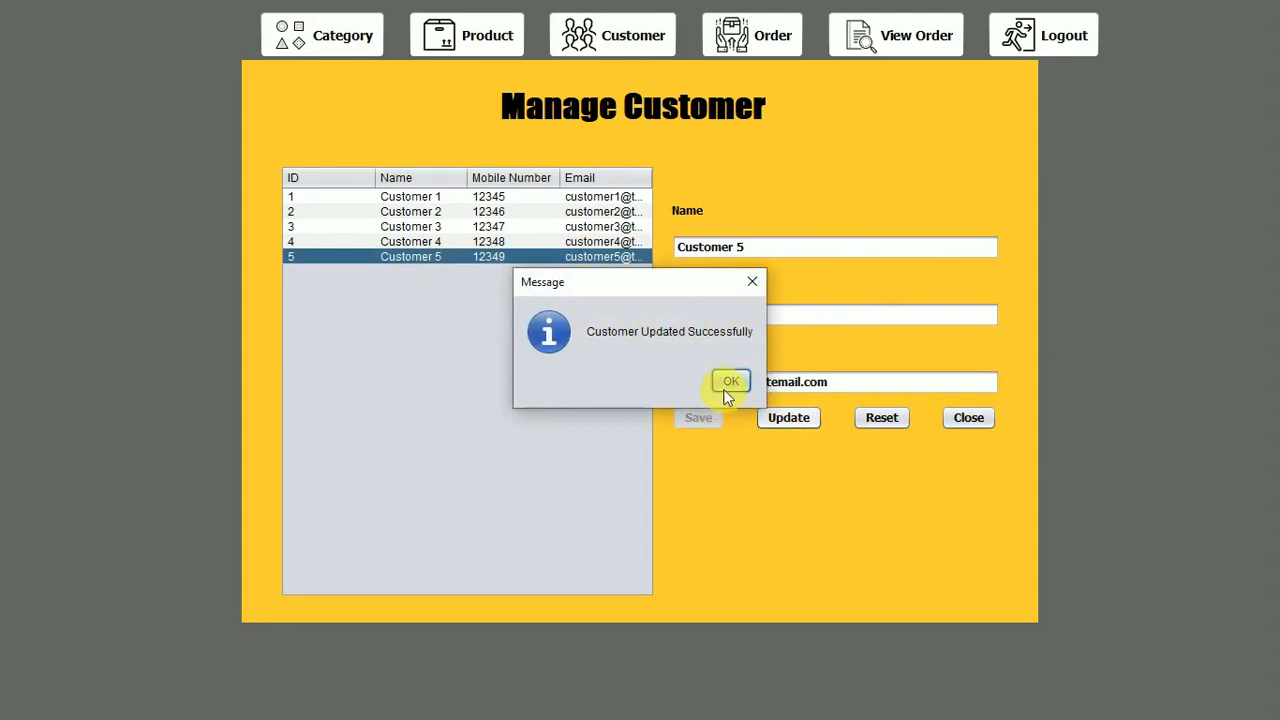 Category Product Customer Order View Order Logout
Manage Customer
ID Name Mobile Number Email
1 Customer 1 12345 customer1@t...
2 Customer 2 12346 customer2@t...
3 Customer 3 12347 customer3@t...
4 Customer 4 12348 customer4@t...
5 Customer 5 12349 customer5@t...
Name
Customer 5
Message
Customer Updated Successfully
OK
temail.com
Save Update Reset Close